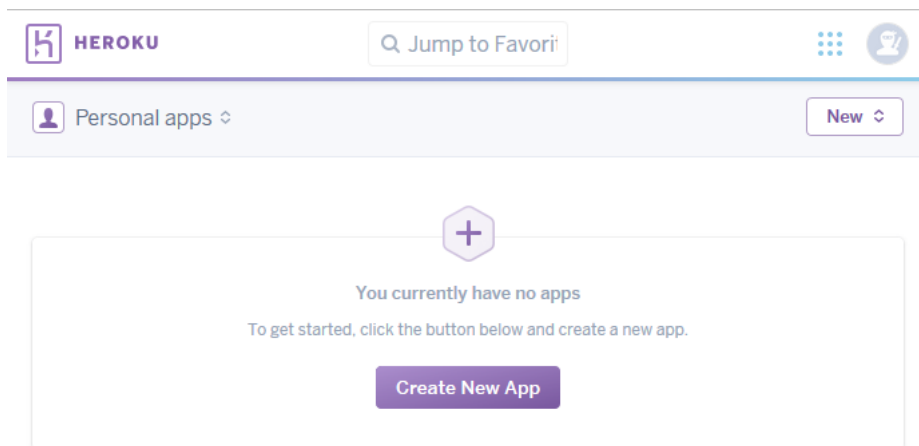 HEROKU
Jump to Favori
Personal apps
New
You currently have no apps
To get started, click the button below and create a new app.
Create New App